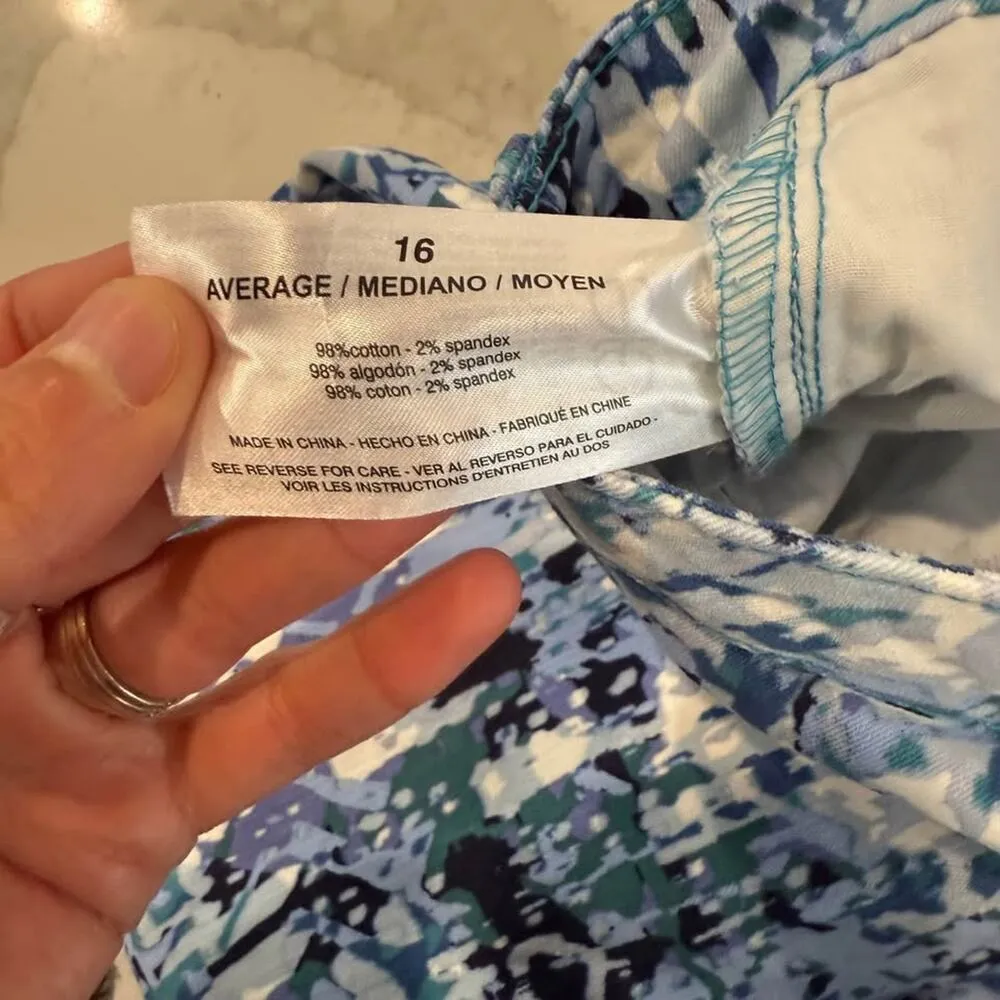 16
AVERAGE / MEDIANO / MOYEN
98%cotton - 2% spandex
98% algodón - 2% spandex
98% coton - 2% spandex
MADE IN CHINA - HECHO EN CHINA - FABRIQUÉ EN CHINE
SEE REVERSE FOR CARE - VER AL REVERSO PARA EL CUIDADO -
VOIR LES INSTRUCTIONS D'ENTRETIEN AU DOS